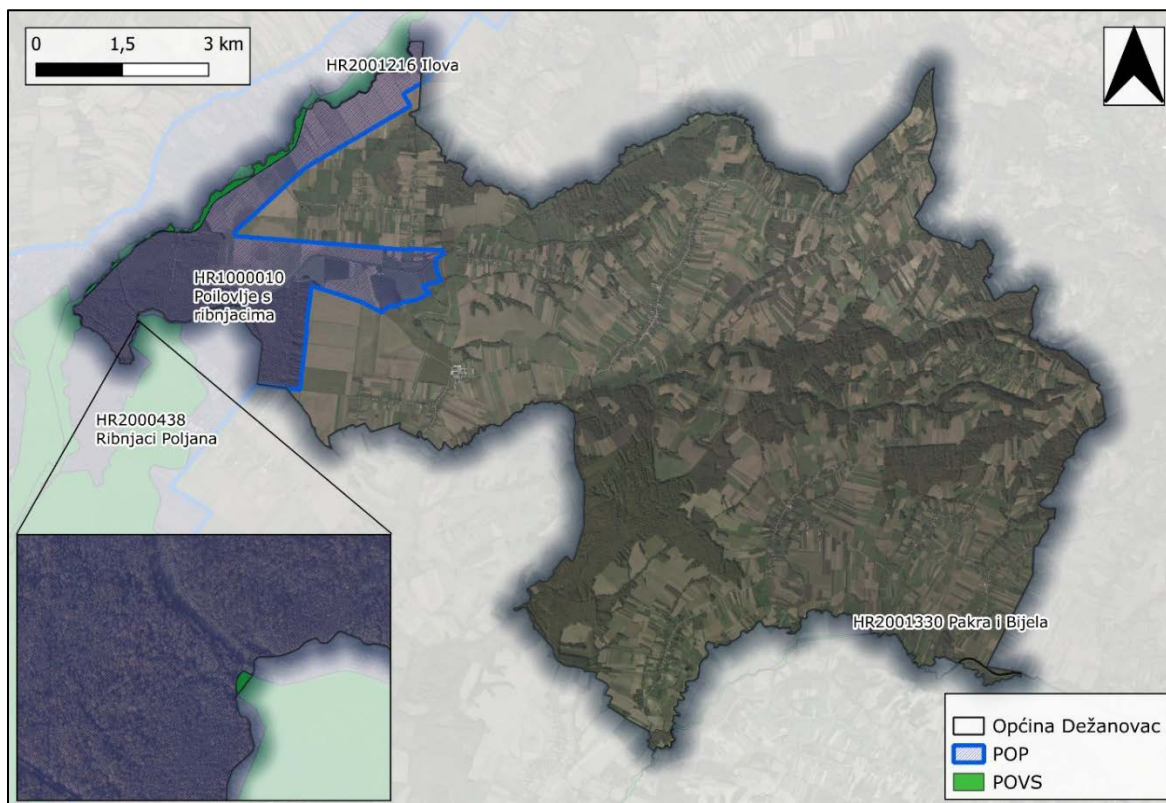 0 1,5 3 km
HR2001216 Ilova
HR1000010
Poilovlje s
ribnjacima
HR2000438
Ribnjaci Poljana
HR2001330 Pakra i Bijela
Općina Dežanovac
POP
POVS